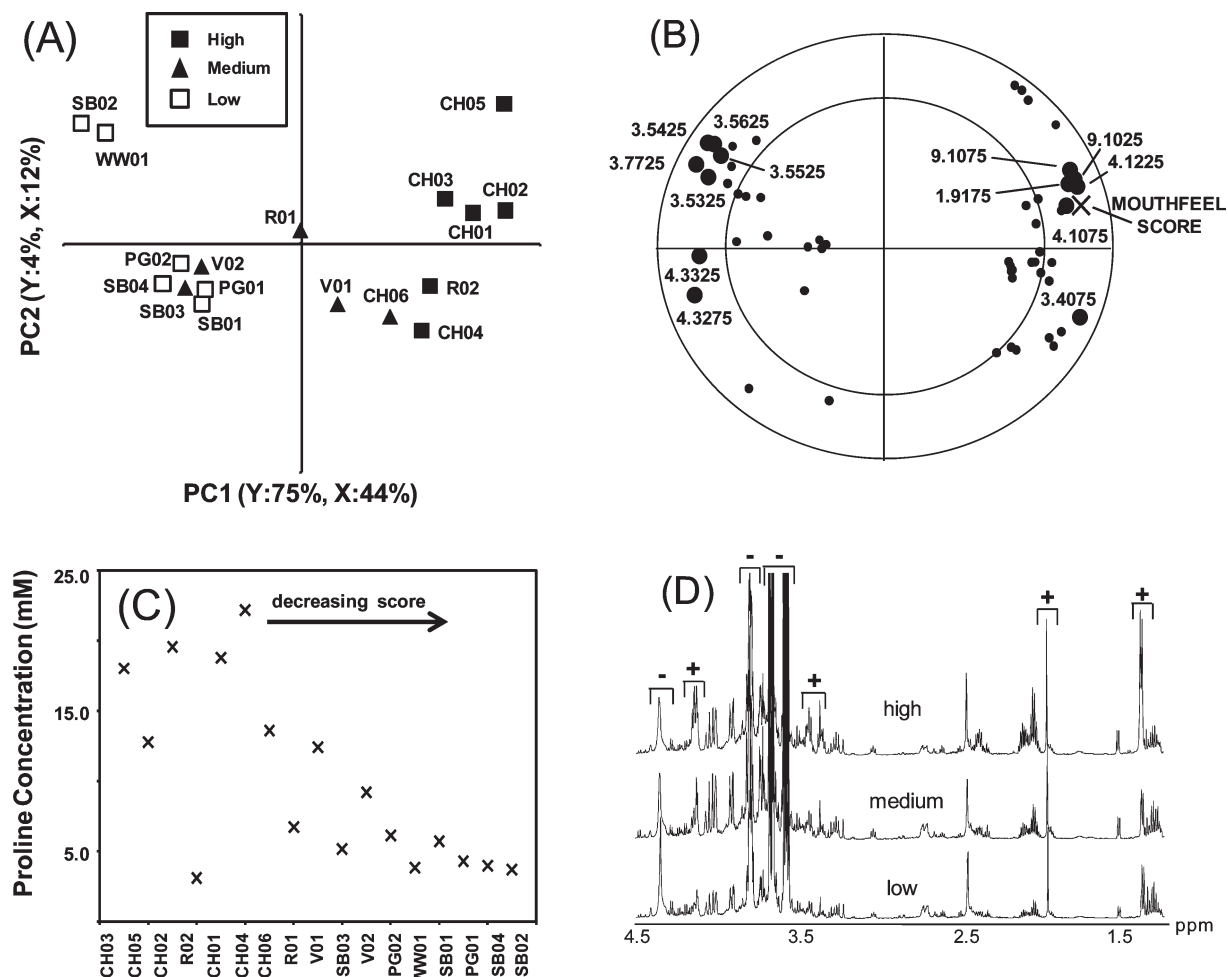 (A)
High
Medium
Low
SB02
WW01
CH05
CH03
CH02
CH01
R01
PG02
V02
SB04
PG01
SB03
SB01
V01
CH06
R02
CH04
PC2 (Y:4%, X:12%)
PC1 (Y:75%, X:44%)
(B)
3.5425
3.5625
3.7725
3.5525
3.5325
4.3325
4.3275
9.1075
9.1025
4.1225
1.9175
MOUTHFEEL
SCORE
4.1075
3.4075
(C)
decreasing score
Proline Concentration (mM)
25.0
15.0
5.0
CH03
CH05
CH02
R02
CH01
CH04
CH06
R01
V01
SB03
V02
PG02
WW01
SB01
PG01
SB04
SB02
(D)
- - 
- + + + +
high
medium
low
4.5 3.5 2.5 1.5 ppm